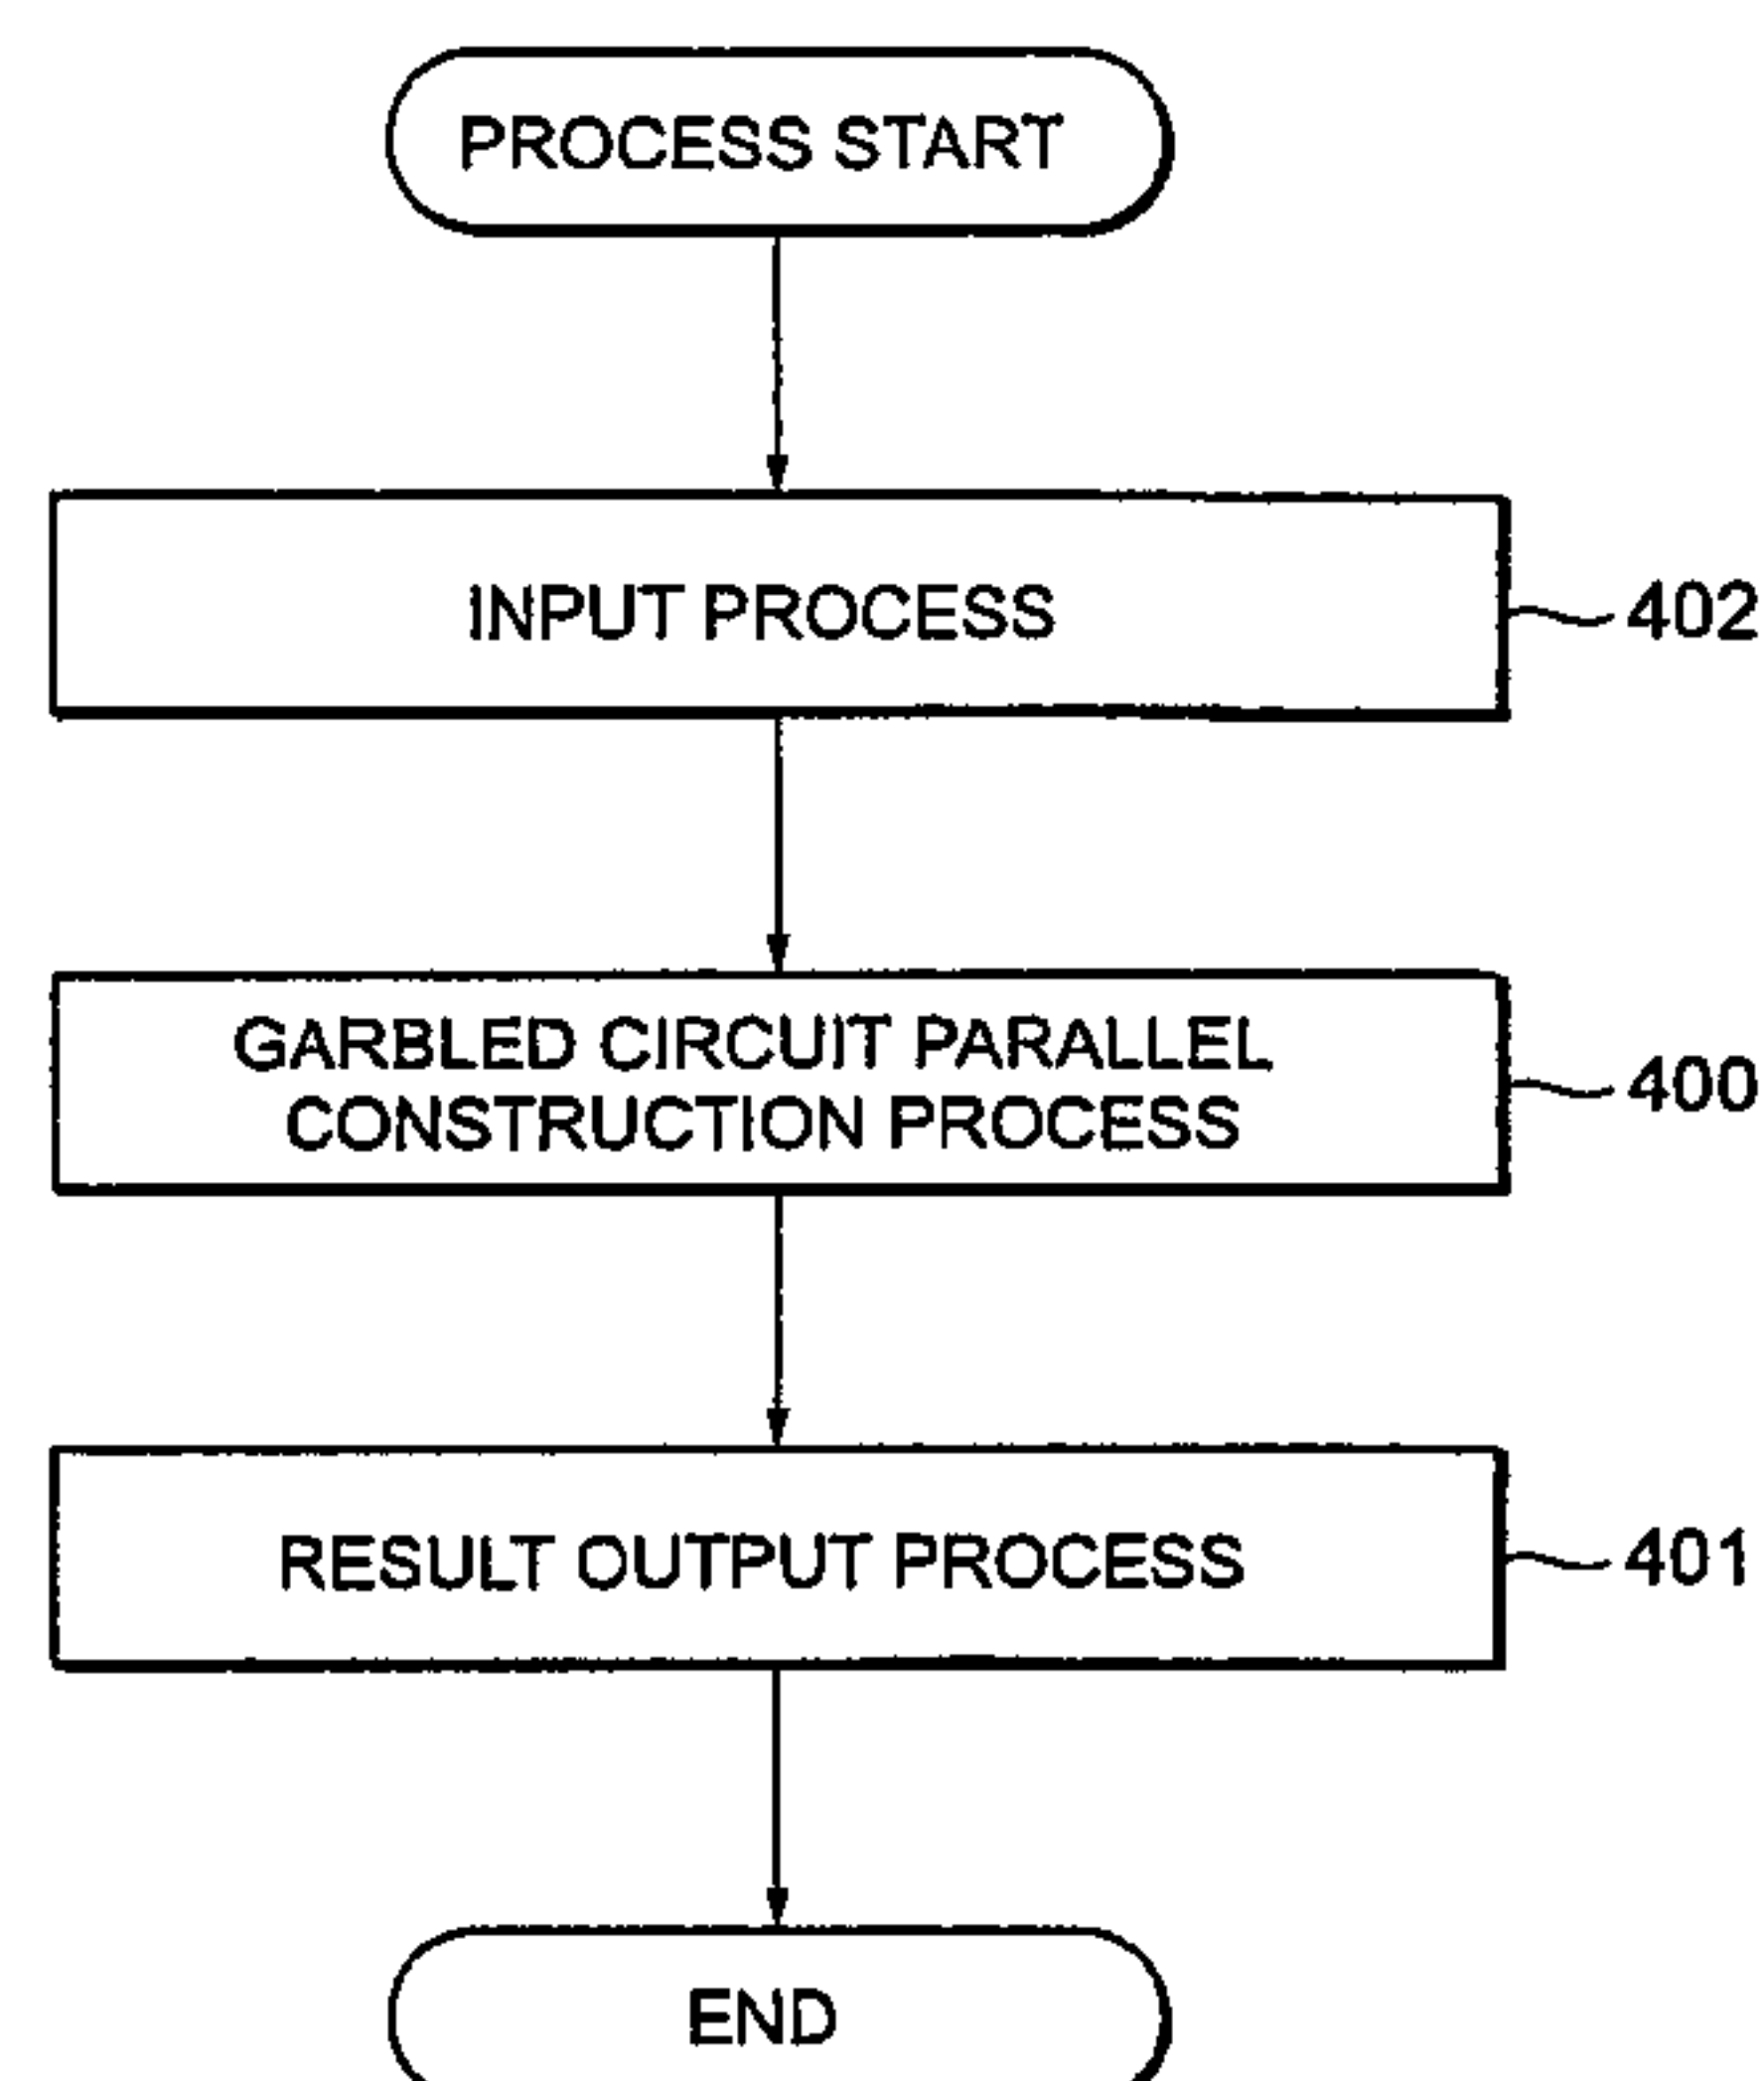 PROCESS START
INPUT PROCESS
402
GARBLED CIRCUIT PARALLEL
CONSTRUCTION PROCESS
400
RESULT OUTPUT PROCESS
401
END